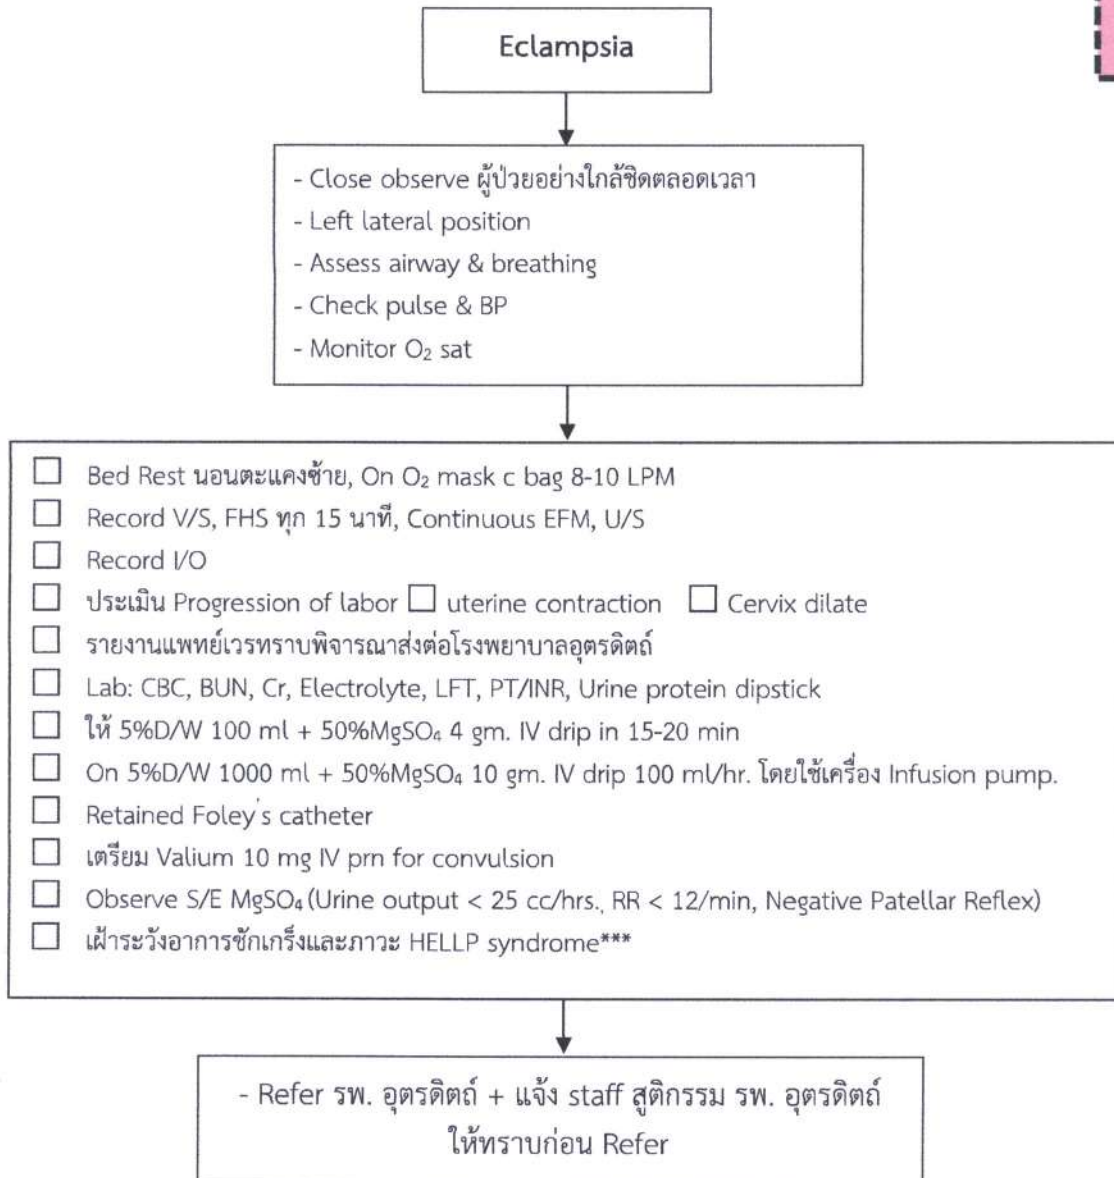 Eclampsia
- Close observe ผู้ป่วยอย่างใกล้ชิดตลอดเวลา
- Left lateral position
- Assess airway & breathing
- Check pulse & BP
- Monitor O₂ sat
☐ Bed Rest นอนตะแคงซ้าย, On O₂ mask c bag 8-10 LPM
☐ Record V/S, FHS ทุก 15 นาที, Continuous EFM, U/S
☐ Record I/O
☐ ประเมิน Progression of labor ☐ uterine contraction ☐ Cervix dilate
☐ รายงานแพทย์เวรทราบพิจารณาส่งต่อโรงพยาบาลอุตรดิตถ์
☐ Lab: CBC, BUN, Cr, Electrolyte, LFT, PT/INR, Urine protein dipstick
☐ ให้ 5%D/W 100 ml + 50%MgSO₄ 4 gm. IV drip in 15-20 min
☐ On 5%D/W 1000 ml + 50%MgSO₄ 10 gm. IV drip 100 ml/hr. โดยใช้เครื่อง Infusion pump.
☐ Retained Foley's catheter
☐ เตรียม Valium 10 mg IV prn for convulsion
☐ Observe S/E MgSO₄ (Urine output < 25 cc/hrs., RR < 12/min, Negative Patellar Reflex)
☐ เฝ้าระวังอาการชักเกร็งและภาวะ HELLP syndrome***
- Refer รพ. อุตรดิตถ์ + แจ้ง staff สูติกรรม รพ. อุตรดิตถ์
ให้ทราบก่อน Refer